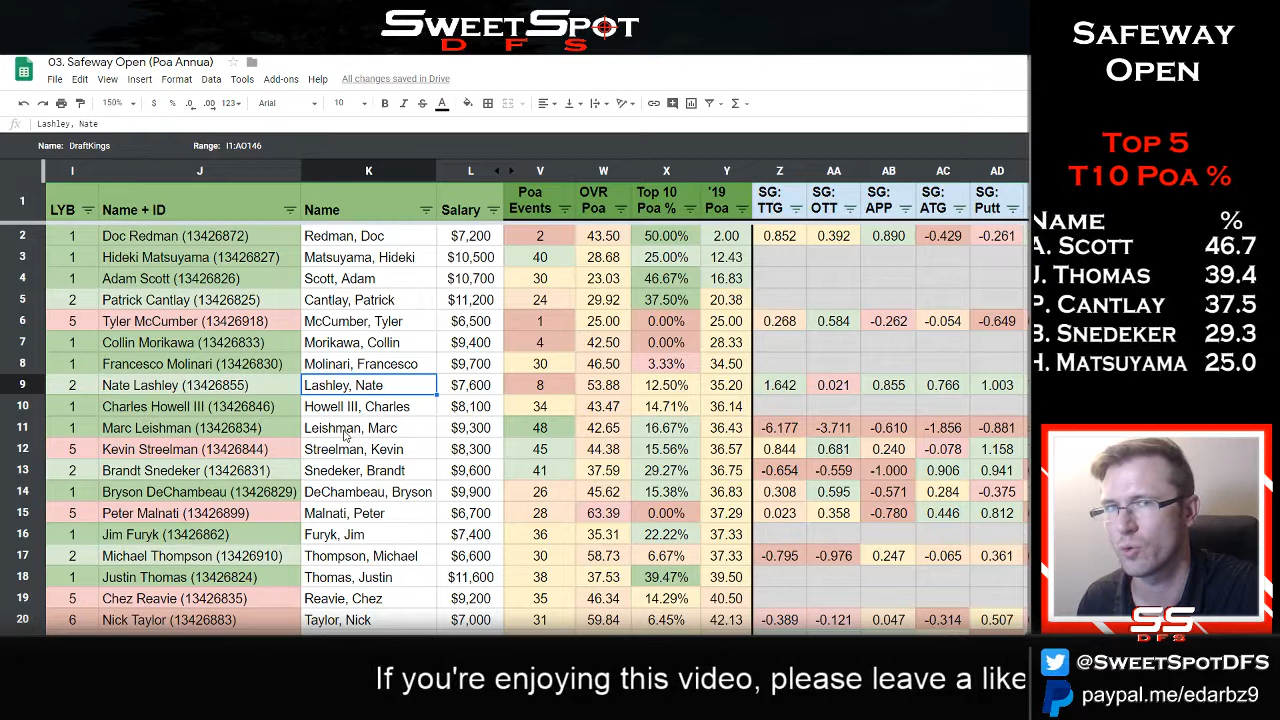 SweetSpot
DFS
03. Safeway Open (Poa Annua)
File Edit View Insert Format Data Tools Add-ons Help All changes saved in Drive
150% $ % .0 .00 123 Arial 10 B I S A
fx Lashley, Nate
Name: DraftKings Range: I1:AO146
I J K L V W X Y Z AA AB AC AD
1 LYB Name + ID Name Salary Poa Events OVR Poa Top 10 Poa % '19 Poa SG: TTG SG: OTT SG: APP SG: ATG SG: Putt
2 1 Doc Redman (13426872) Redman, Doc $7,200 2 43.50 50.00% 2.00 0.852 0.392 0.890 -0.429 -0.261
3 1 Hideki Matsuyama (13426827) Matsuyama, Hideki $10,500 40 28.68 25.00% 12.43
4 1 Adam Scott (13426826) Scott, Adam $10,700 30 23.03 46.67% 16.83
5 2 Patrick Cantlay (13426825) Cantlay, Patrick $11,200 24 29.92 37.50% 20.38
6 5 Tyler McCumber (13426918) McCumber, Tyler $6,500 1 25.00 0.00% 25.00 0.268 0.584 -0.262 -0.054 -0.649
7 1 Collin Morikawa (13426833) Morikawa, Collin $9,400 4 42.50 0.00% 28.33
8 1 Francesco Molinari (13426830) Molinari, Francesco $9,700 30 46.50 3.33% 34.50
9 2 Nate Lashley (13426855) Lashley, Nate $7,600 8 53.88 12.50% 35.20 1.642 0.021 0.855 0.766 1.003
10 1 Charles Howell III (13426846) Howell III, Charles $8,100 34 43.47 14.71% 36.14
11 1 Marc Leishman (13426834) Leishman, Marc $9,300 48 42.65 16.67% 36.43 -6.177 -3.711 -0.610 -1.856 -0.881
12 5 Kevin Streelman (13426844) Streelman, Kevin $8,300 45 44.38 15.56% 36.57 0.844 0.681 0.240 -0.078 1.158
13 2 Brandt Snedeker (13426831) Snedeker, Brandt $9,600 41 37.59 29.27% 36.75 -0.654 -0.559 -1.000 0.906 0.941
14 1 Bryson DeChambeau (13426829) DeChambeau, Bryson $9,900 26 45.62 15.38% 36.83 0.308 0.595 -0.571 0.284 -0.375
15 5 Peter Malnati (13426899) Malnati, Peter $6,700 28 63.39 0.00% 37.29 0.023 0.358 -0.780 0.446 0.812
16 1 Jim Furyk (13426862) Furyk, Jim $7,400 36 35.31 22.22% 37.33
17 2 Michael Thompson (13426910) Thompson, Michael $6,600 30 58.73 6.67% 37.33 -0.795 -0.976 0.247 -0.065 0.361
18 1 Justin Thomas (13426824) Thomas, Justin $11,600 38 37.53 39.47% 39.50
19 5 Chez Reavie (13426835) Reavie, Chez $9,200 35 46.34 14.29% 40.50
20 6 Nick Taylor (13426883) Taylor, Nick $7,000 31 59.84 6.45% 42.13 -0.389 -0.121 0.047 -0.314 0.507
Safeway
Open
Top 5
T10 Poa %
Name %
A. Scott 46.7
J. Thomas 39.4
P. Cantlay 37.5
B. Snedeker 29.3
H. Matsuyama 25.0
SS
DFS
@SweetSpotDFS
paypal.me/edarbz9
If you're enjoying this video, please leave a like